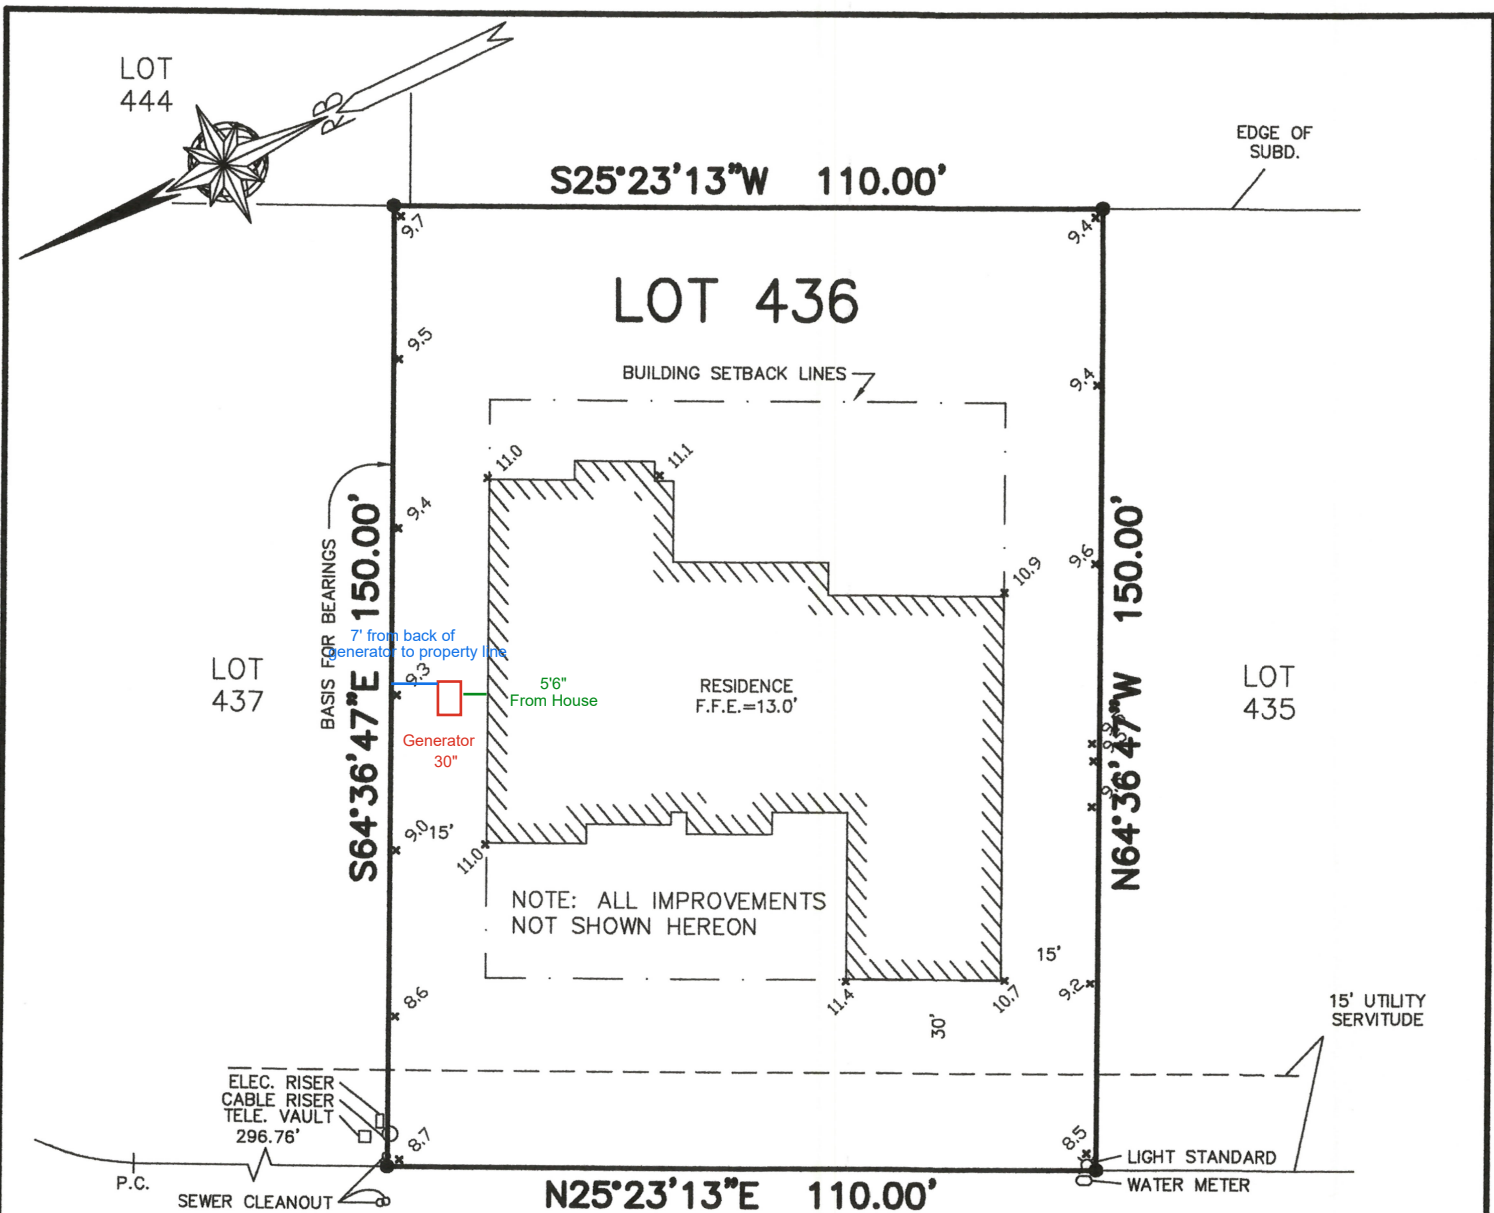 LOT
444
N
RB
EDGE OF
SUBD.
S25°23'13"W 110.00'
9.7
9.4
LOT 436
9.5
BUILDING SETBACK LINES
9.4
11.0
11.1
9.4
9.6
10.9
BASIS FOR BEARINGS
S64°36'47"E 150.00'
N64°36'47"W 150.00'
7' from back of
generator to property line
LOT
437
9.3
5'6"
From House
RESIDENCE
F.F.E.=13.0'
LOT
435
Generator
30"
9.0
15'
11.0
NOTE: ALL IMPROVEMENTS
NOT SHOWN HEREON
15'
9.2
11.4
10.7
30'
8.6
15' UTILITY
SERVITUDE
ELEC. RISER
CABLE RISER
TELE. VAULT
296.76'
8.7
8.5
LIGHT STANDARD
WATER METER
P.C.
SEWER CLEANOUT
N25°23'13"E 110.00'